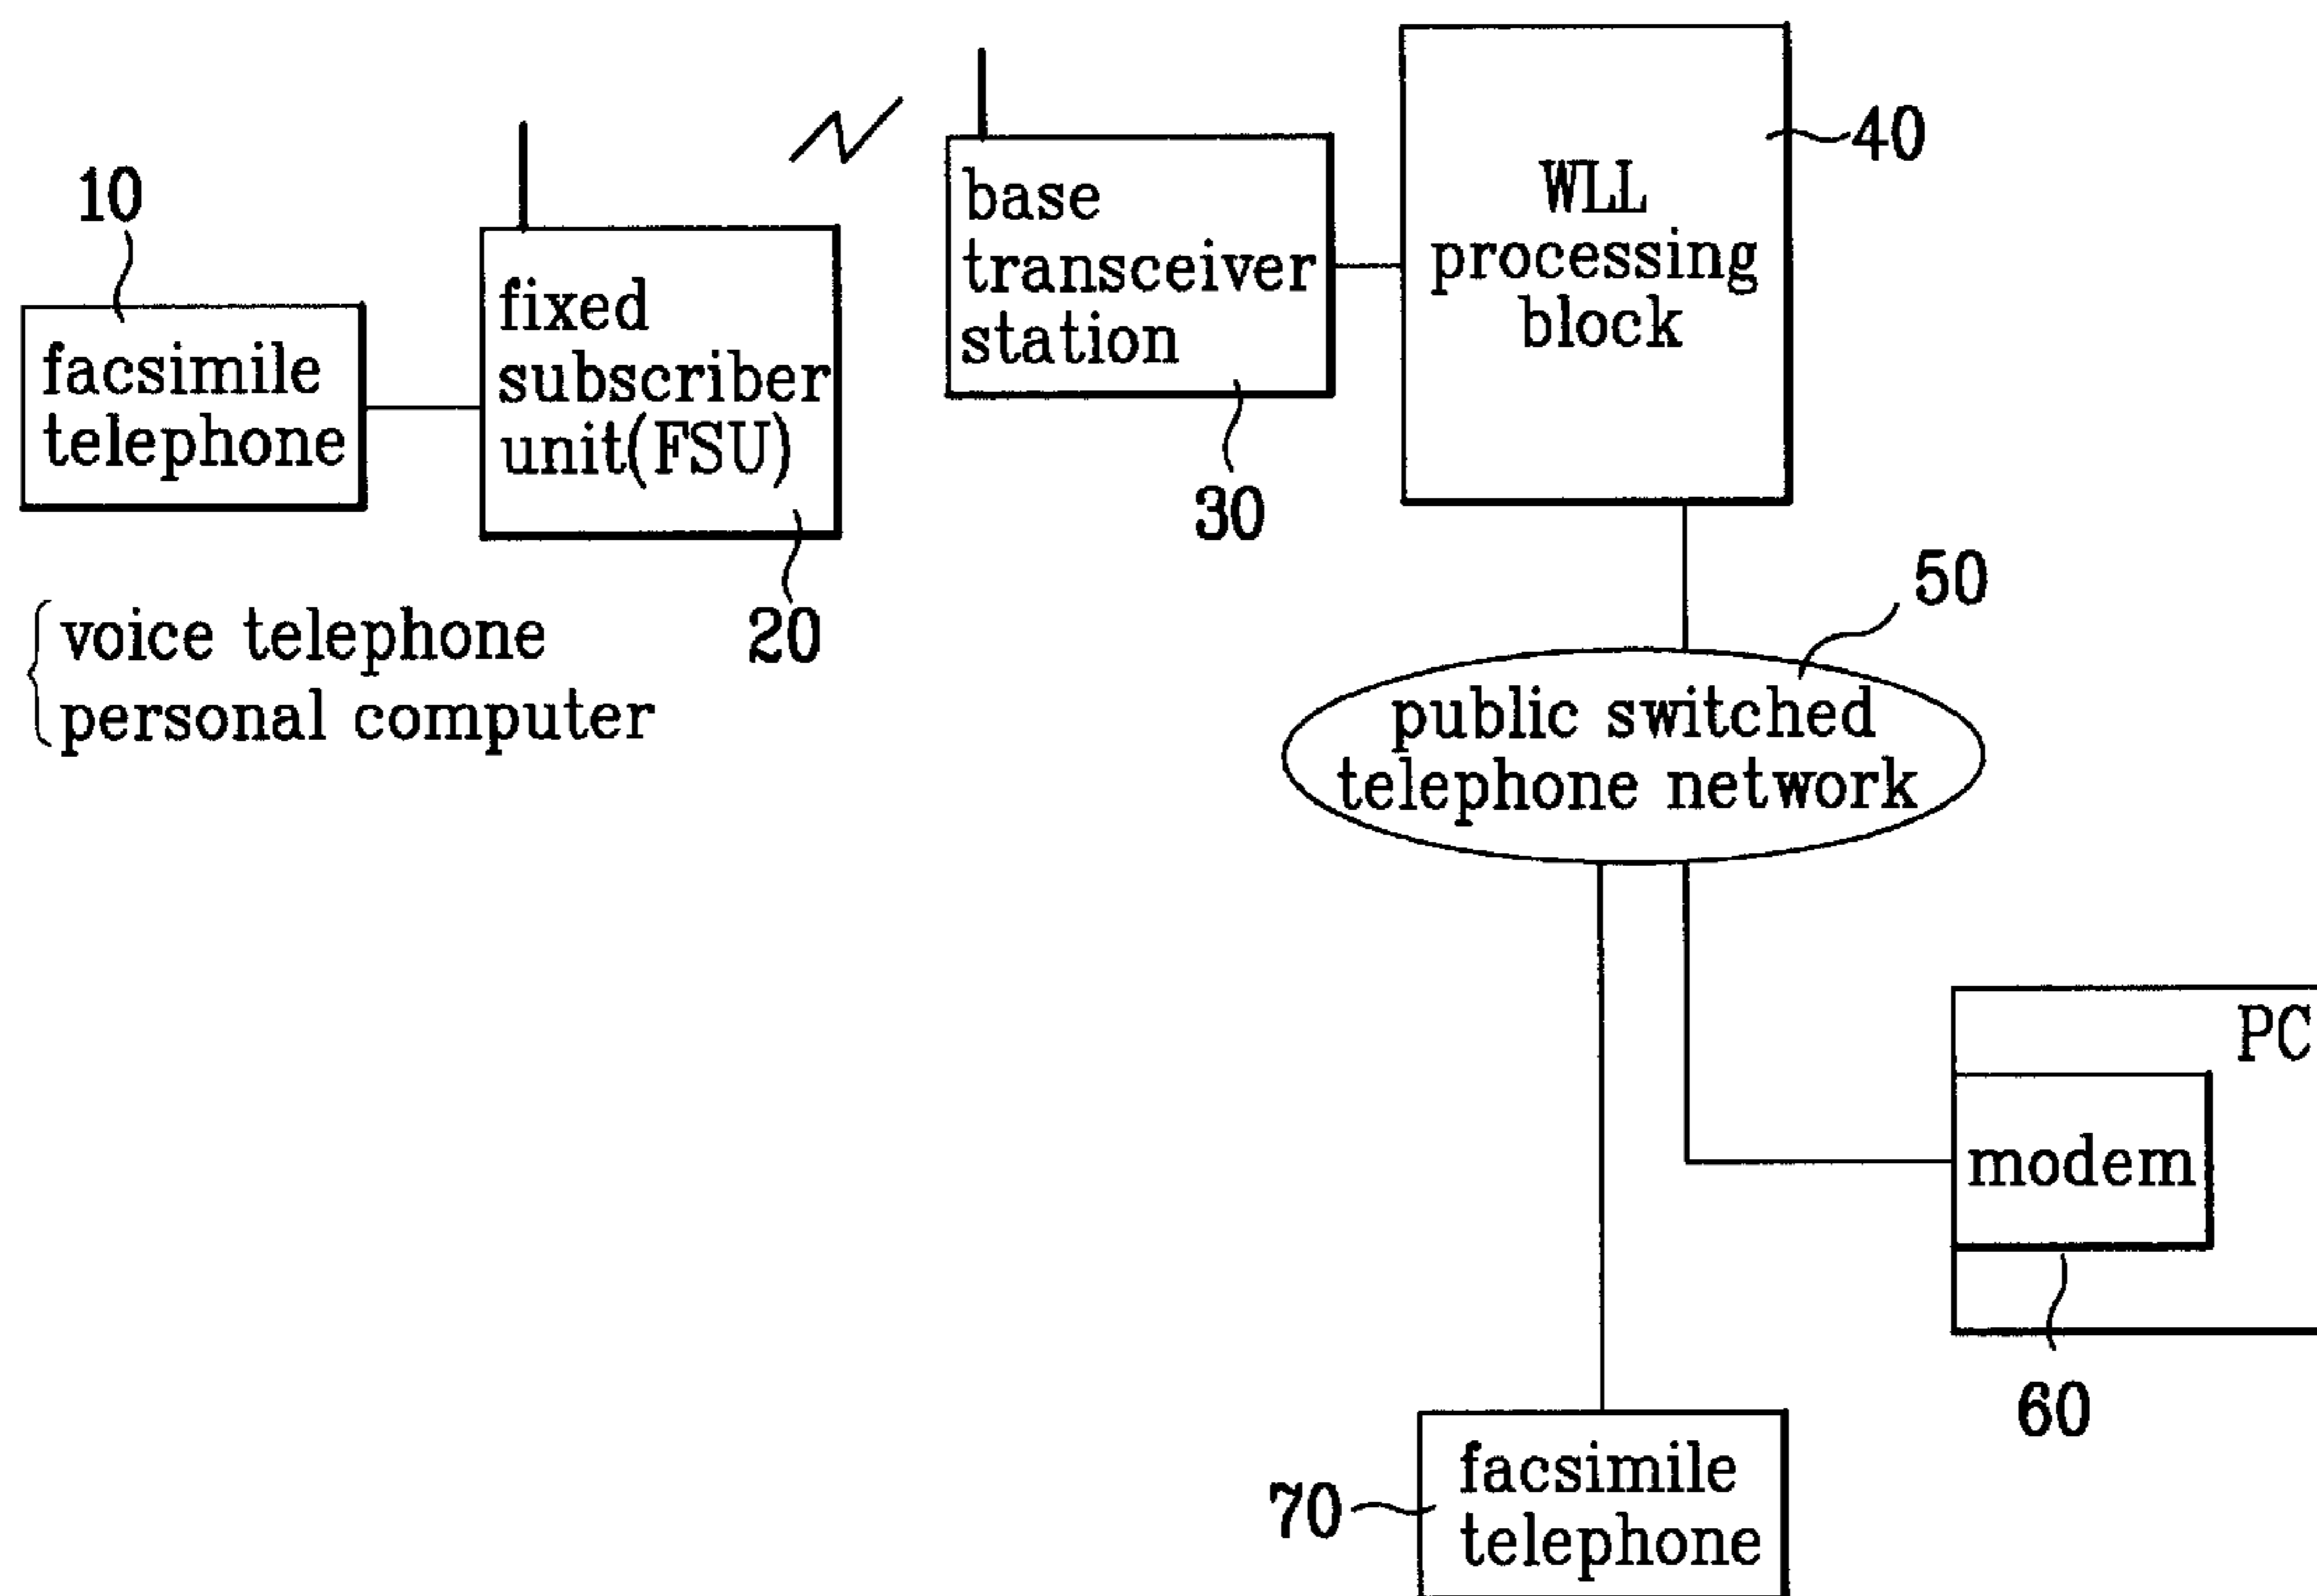 10
facsimile
telephone
fixed
subscriber
unit(FSU)
20
voice telephone
personal computer
base
transceiver
station
30
WLL
processing
block
40
50
public switched
telephone network
PC
modem
60
70
facsimile
telephone